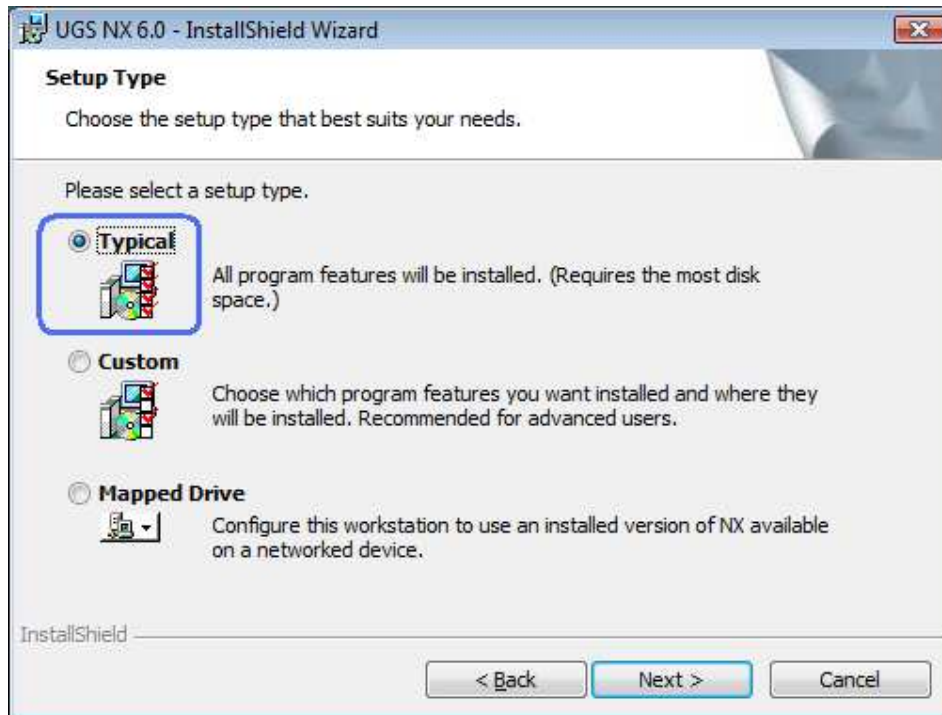 UGS NX 6.0 - InstallShield Wizard
Setup Type
Choose the setup type that best suits your needs.
Please select a setup type.
Typical
All program features will be installed. (Requires the most disk
space.)
Custom
Choose which program features you want installed and where they
will be installed. Recommended for advanced users.
Mapped Drive
Configure this workstation to use an installed version of NX available
on a networked device.
InstallShield
< Back
Next >
Cancel